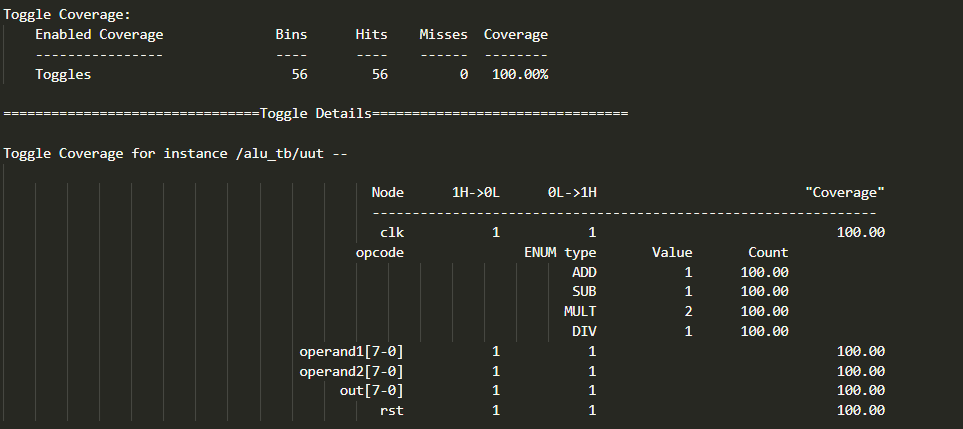 Toggle Coverage:
    Enabled Coverage              Bins      Hits    Misses  Coverage
    ----------------              ----      ----    ------  --------
    Toggles                         56        56         0   100.00%
================================Toggle Details================================
Toggle Coverage for instance /alu_tb/uut --
                                              Node      1H->0L      0L->1H                          "Coverage"
                                              ---------------------------------------------------------------
                                               clk           1           1                              100.00
                                            opcode               ENUM type       Value       Count
                                                                       ADD           1      100.00
                                                                       SUB           1      100.00
                                                                      MULT           2      100.00
                                                                       DIV           1      100.00
                                     operand1[7-0]           1           1                              100.00
                                     operand2[7-0]           1           1                              100.00
                                          out[7-0]           1           1                              100.00
                                               rst           1           1                              100.00